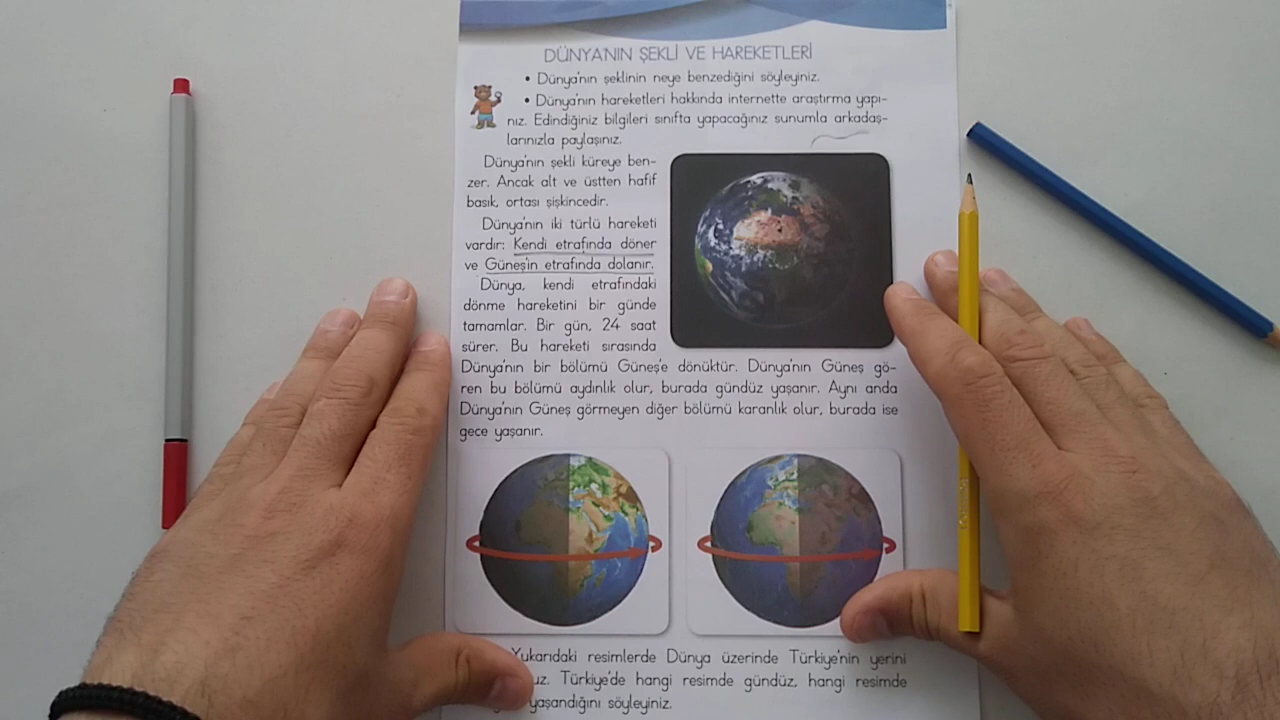 DÜNYA'NIN ŞEKLİ VE HAREKETLERİ
• Dünya'nın şeklinin neye benzediğini söyleyiniz.
• Dünya'nın hareketleri hakkında internette araştırma yapı-
nız. Edindiğiniz bilgileri sınıfta yapacağınız sunumla arkadaş-
larınızla paylaşınız.
Dünya'nın şekli küreye ben-
zer. Ancak alt ve üstten hafif
basık, ortası şişkincedir.
Dünya'nın iki türlü hareketi
vardır: Kendi etrafında döner
ve Güneş'in etrafında dolanır.
Dünya, kendi etrafındaki
dönme hareketini bir günde
tamamlar. Bir gün, 24 saat
sürer. Bu hareketi sırasında
Dünya'nın bir bölümü Güneş'e dönüktür. Dünya'nın Güneş gö-
ren bu bölümü aydınlık olur, burada gündüz yaşanır. Aynı anda
Dünya'nın Güneş görmeyen diğer bölümü karanlık olur, burada ise
gece yaşanır.
Yukarıdaki resimlerde Dünya üzerinde Türkiye'nin yerini
Türkiye'de hangi resimde gündüz, hangi resimde
yaşandığını söyleyiniz.